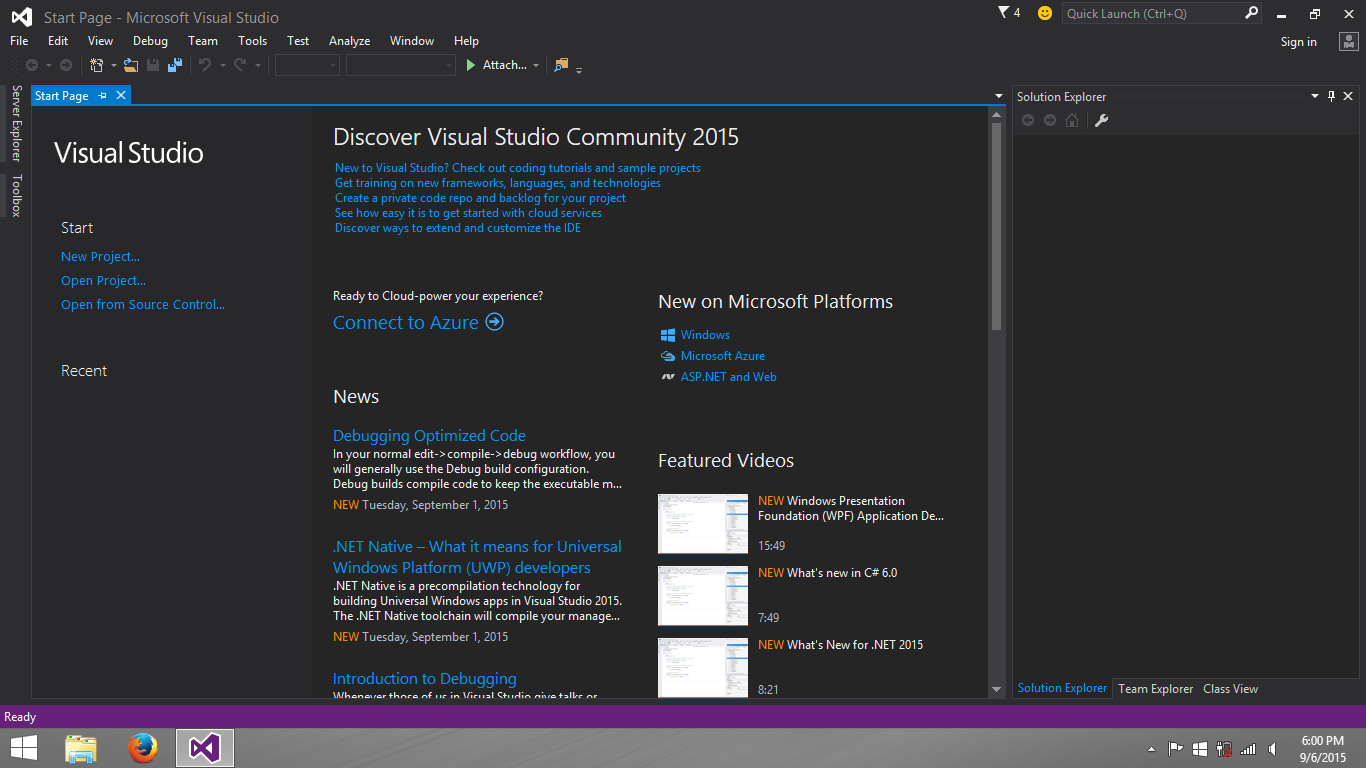 Start Page - Microsoft Visual Studio
4
Quick Launch (Ctrl+Q)
File Edit View Debug Team Tools Test Analyze Window Help
Sign in
Attach...
Server Explorer
Toolbox
Start Page
Visual Studio
Start
New Project...
Open Project...
Open from Source Control...
Recent
Discover Visual Studio Community 2015
New to Visual Studio? Check out coding tutorials and sample projects
Get training on new frameworks, languages, and technologies
Create a private code repo and backlog for your project
See how easy it is to get started with cloud services
Discover ways to extend and customize the IDE
Ready to Cloud-power your experience?
Connect to Azure
News
Debugging Optimized Code
In your normal edit->compile->debug workflow, you
will generally use the Debug build configuration.
Debug builds compile code to keep the executable m...
NEW Tuesday, September 1, 2015
.NET Native – What it means for Universal
Windows Platform (UWP) developers
.NET Native is a precompilation technology for
building Universal Windows apps in Visual Studio 2015.
The .NET Native toolchain will compile your manage...
NEW Tuesday, September 1, 2015
Introduction to Debugging
Whenever those of us in Visual Studio give talks or
New on Microsoft Platforms
Windows
Microsoft Azure
ASP.NET and Web
Featured Videos
NEW Windows Presentation
Foundation (WPF) Application De...
15:49
NEW What's new in C# 6.0
7:49
NEW What's New for .NET 2015
8:21
Solution Explorer
Solution Explorer Team Explorer Class View
Ready
6:00 PM
9/6/2015